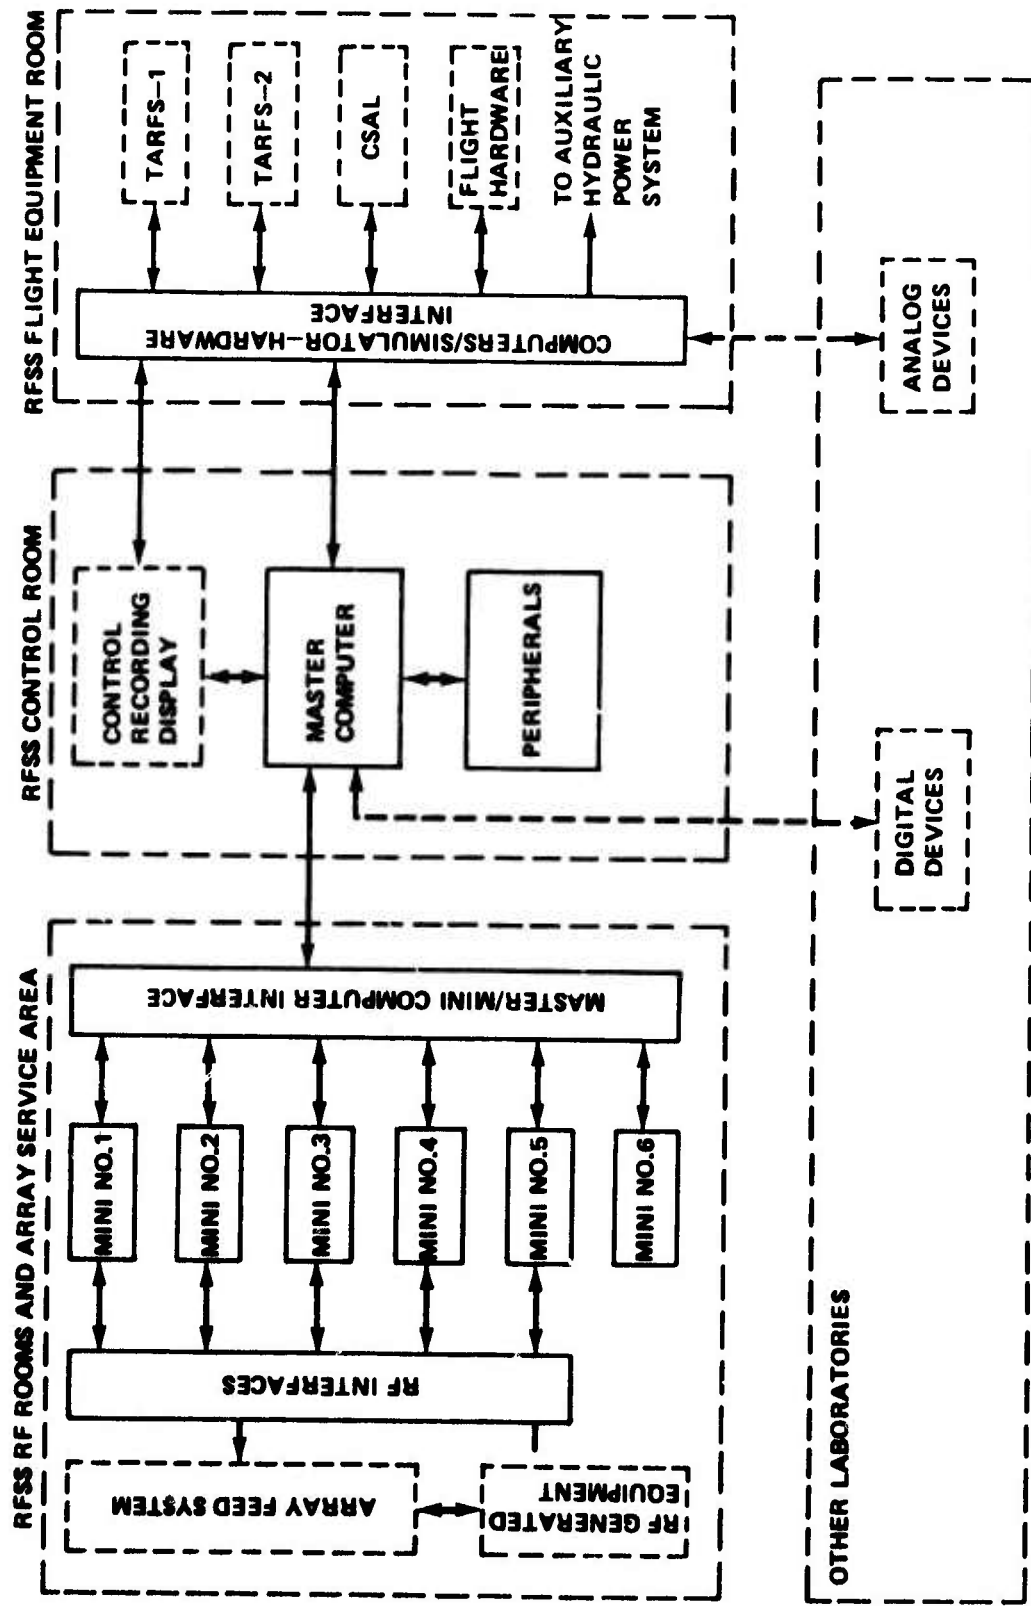 RFSS RF ROOMS AND ARRAY SERVICE AREA
ARRAY FEED SYSTEM
RF GENERATED
EQUIPMENT
RF INTERFACES
MINI NO.1
MINI NO.2
MINI NO.3
MINI NO.4
MINI NO.5
MINI NO.6
MASTER/MINI COMPUTER INTERFACE
RFSS CONTROL ROOM
CONTROL
RECORDING
DISPLAY
MASTER
COMPUTER
PERIPHERALS
RFSS FLIGHT EQUIPMENT ROOM
COMPUTERS/SIMULATOR-HARDWARE
INTERFACE
TARFS-1
TARFS-2
CSAL
FLIGHT
HARDWARE
TO AUXILIARY
HYDRAULIC
POWER
SYSTEM
OTHER LABORATORIES
DIGITAL
DEVICES
ANALOG
DEVICES